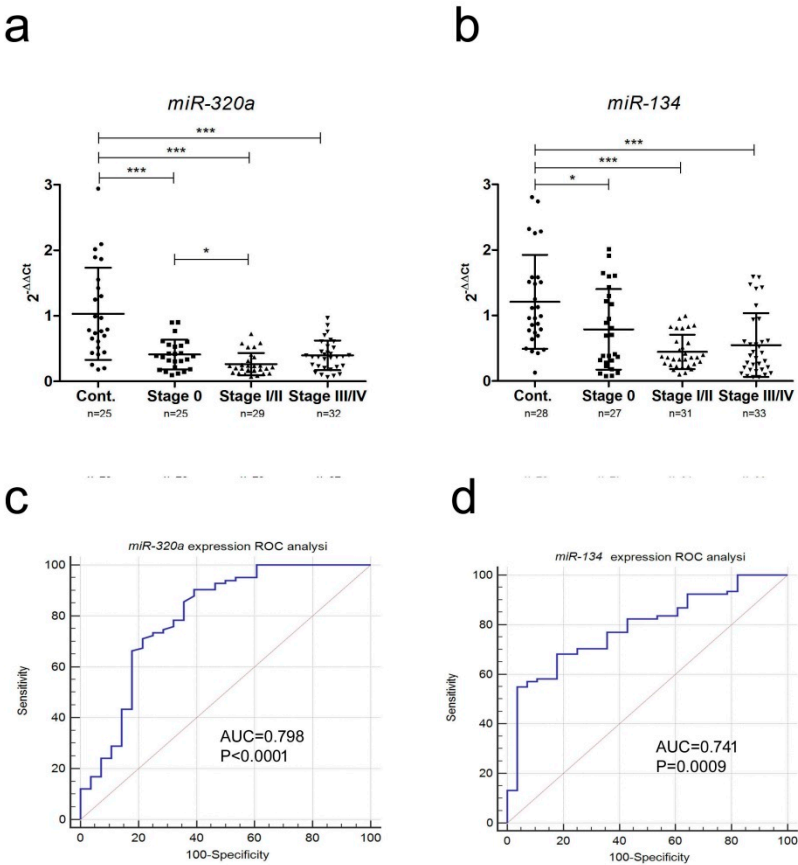 a
miR-320a
***
***
***
*
2^-ΔΔCt
3
2
1
0
Cont. Stage 0 Stage I/II Stage III/IV
n=25 n=25 n=29 n=32
b
miR-134
***
***
*
2^-ΔΔCt
3
2
1
0
Cont. Stage 0 Stage I/II Stage III/IV
n=28 n=27 n=31 n=33
c
miR-320a expression ROC analysi
Sensitivity
100
80
60
40
20
0
AUC=0.798
P<0.0001
0 20 40 60 80 100
100-Specificity
d
miR-134 expression ROC analysi
Sensitivity
100
80
60
40
20
0
AUC=0.741
P=0.0009
0 20 40 60 80 100
100-Specificity